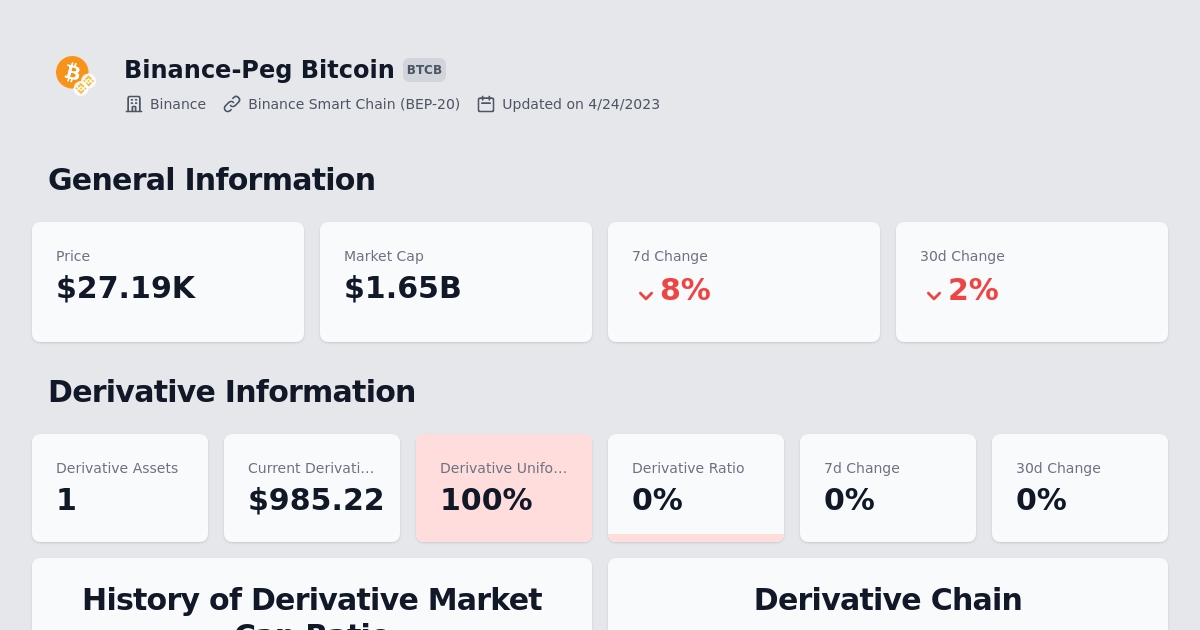 Binance-Peg Bitcoin BTCB
Binance Binance Smart Chain (BEP-20) Updated on 4/24/2023
General Information
Price Market Cap 7d Change 30d Change
$27.19K $1.65B 8% 2%
Derivative Information
Derivative Assets Current Derivati... Derivative Unifo... Derivative Ratio 7d Change 30d Change
1 $985.22 100% 0% 0% 0%
History of Derivative Market Derivative Chain
Cap Ratio